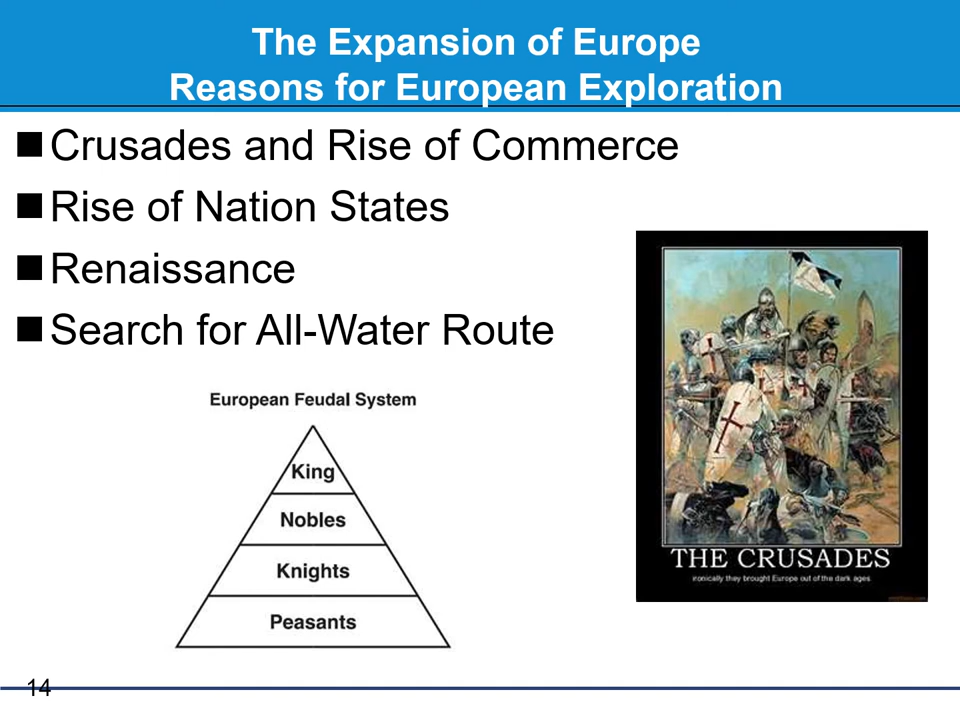 The Expansion of Europe
Reasons for European Exploration
Crusades and Rise of Commerce
Rise of Nation States
Renaissance
Search for All-Water Route
European Feudal System
King
Nobles
Knights
Peasants
THE CRUSADES
ironically they brought Europe out of the dark ages.
14